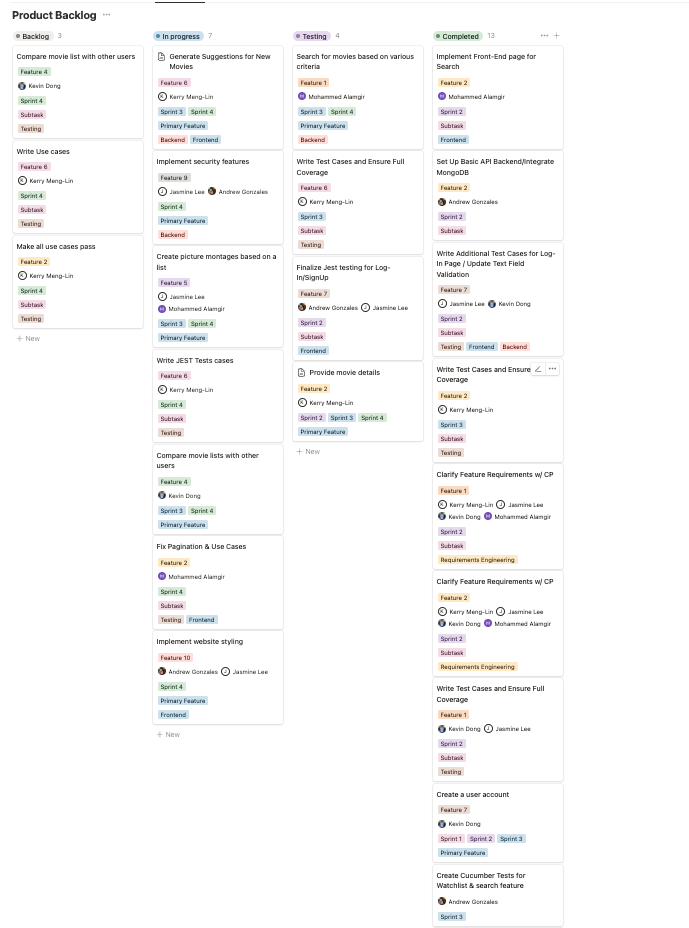 Product Backlog
Backlog 3
Compare movie list with other users
Feature 4
Kevin Dong
Sprint 4
Subtask
Testing
Write Use cases
Feature 6
K Kerry Meng-Lin
Sprint 4
Subtask
Testing
Make all use cases pass
Feature 2
K Kerry Meng-Lin
Sprint 4
Subtask
Testing
+ New
In progress 7
Generate Suggestions for New
Movies
Feature 6
K Kerry Meng-Lin
Sprint 3 Sprint 4
Primary Feature
Backend Frontend
Implement security features
Feature 9
J Jasmine Lee Andrew Gonzales
Sprint 4
Primary Feature
Backend
Create picture montages based on a
list
Feature 5
J Jasmine Lee
M Mohammed Alamgir
Sprint 3 Sprint 4
Primary Feature
Write JEST Tests cases
Feature 6
K Kerry Meng-Lin
Sprint 4
Subtask
Testing
Compare movie lists with other
users
Feature 4
Kevin Dong
Sprint 3 Sprint 4
Primary Feature
Fix Pagination & Use Cases
Feature 2
M Mohammed Alamgir
Sprint 4
Subtask
Testing Frontend
Implement website styling
Feature 10
Andrew Gonzales J Jasmine Lee
Sprint 4
Primary Feature
Frontend
+ New
Testing 4
Search for movies based on various
criteria
Feature 1
M Mohammed Alamgir
Sprint 3 Sprint 4
Primary Feature
Backend
Write Test Cases and Ensure Full
Coverage
Feature 6
K Kerry Meng-Lin
Sprint 3
Subtask
Testing
Finalize Jest testing for Log-
In/SignUp
Feature 7
Andrew Gonzales J Jasmine Lee
Sprint 2
Subtask
Frontend
Provide movie details
Feature 2
K Kerry Meng-Lin
Sprint 2 Sprint 3 Sprint 4
Primary Feature
+ New
Completed 13
Implement Front-End page for
Search
Feature 2
M Mohammed Alamgir
Sprint 2
Subtask
Frontend
Set Up Basic API Backend/Integrate
MongoDB
Feature 2
Andrew Gonzales
Sprint 2
Subtask
Write Additional Test Cases for Log-
In Page / Update Text Field
Validation
Feature 7
J Jasmine Lee Kevin Dong
Sprint 2
Subtask
Testing Frontend Backend
Write Test Cases and Ensure
Coverage
Feature 2
K Kerry Meng-Lin
Sprint 3
Subtask
Testing
Clarify Feature Requirements w/ CP
Feature 1
K Kerry Meng-Lin J Jasmine Lee
Kevin Dong M Mohammed Alamgir
Sprint 2
Subtask
Requirements Engineering
Clarify Feature Requirements w/ CP
Feature 2
K Kerry Meng-Lin J Jasmine Lee
Kevin Dong M Mohammed Alamgir
Sprint 2
Subtask
Requirements Engineering
Write Test Cases and Ensure Full
Coverage
Feature 1
Kevin Dong J Jasmine Lee
Sprint 2
Subtask
Testing
Create a user account
Feature 7
Kevin Dong
Sprint 1 Sprint 2 Sprint 3
Primary Feature
Create Cucumber Tests for
Watchlist & search feature
Andrew Gonzales
Sprint 3